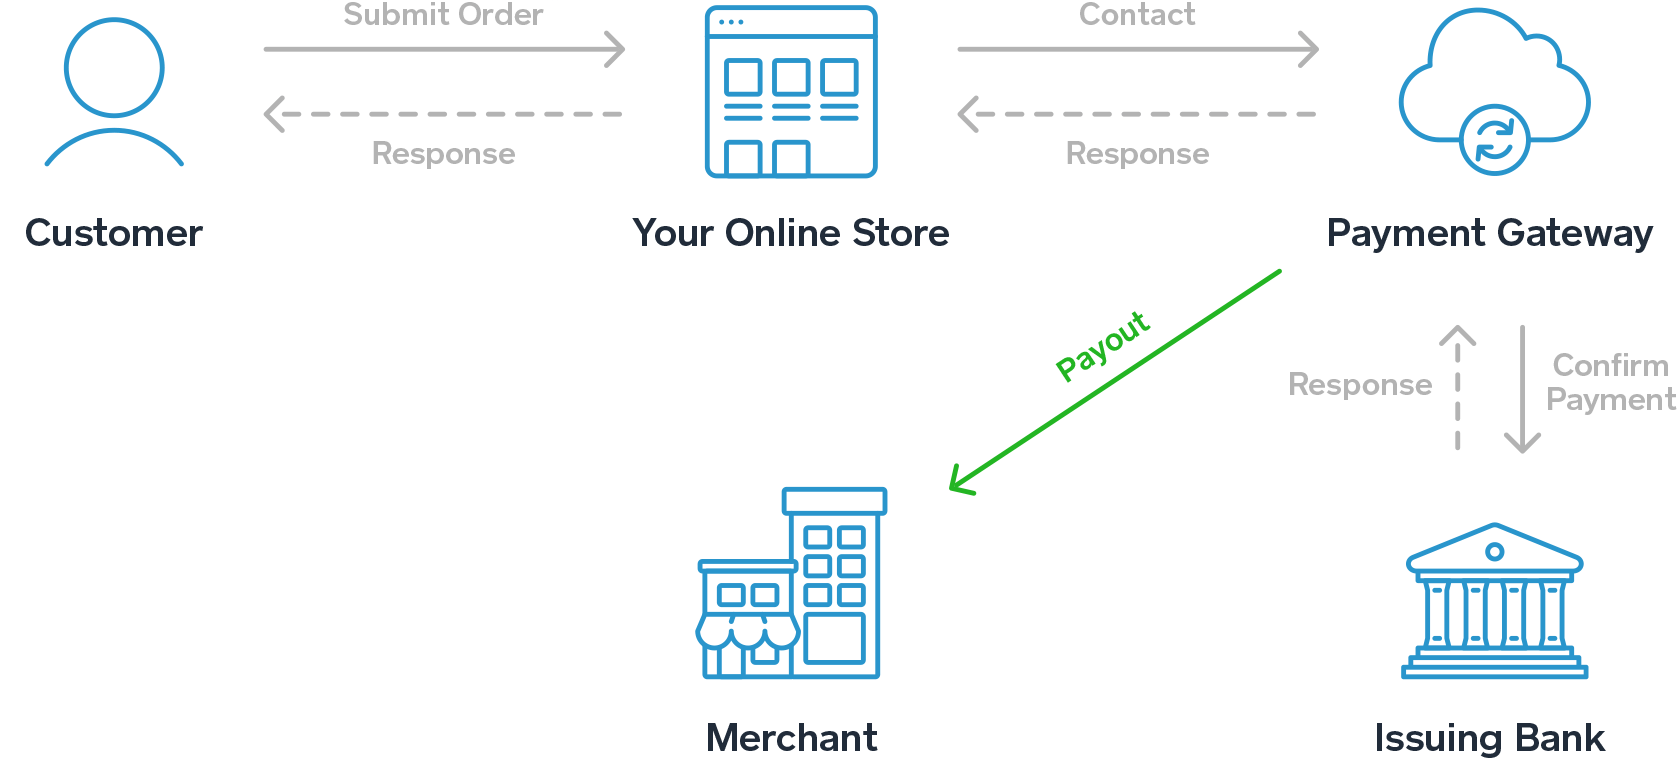 Submit Order
Contact
Response
Response
Customer
Your Online Store
Payment Gateway
Payout
Response
Confirm
Payment
Merchant
Issuing Bank